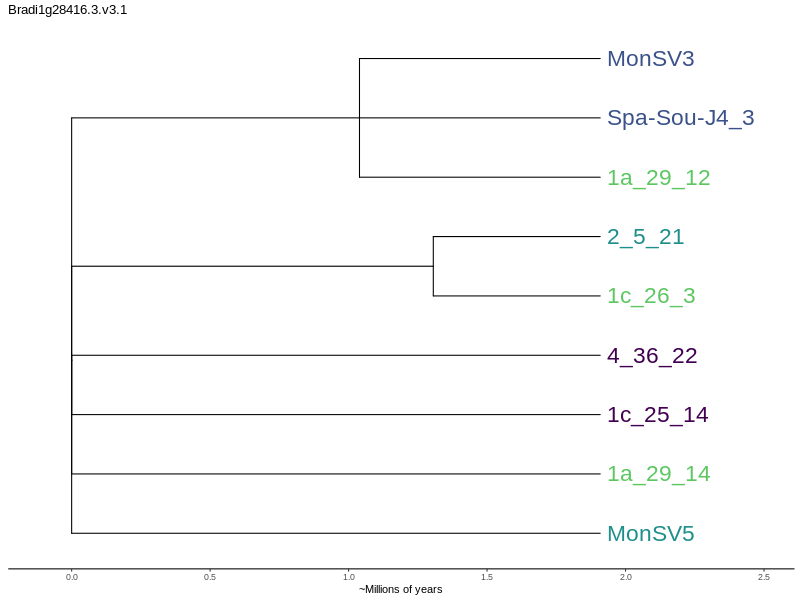 Bradi1g28416.3.v3.1
MonSV3
Spa-Sou-J4_3
1a_29_12
2_5_21
1c_26_3
4_36_22
1c_25_14
1a_29_14
MonSV5
0.0 0.5 1.0 1.5 2.0 2.5
~Millions of years